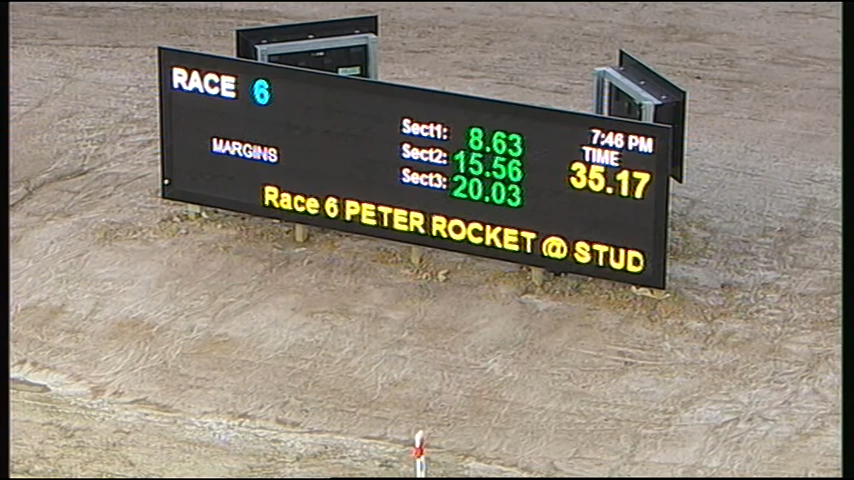 RACE 6
Sect1: 8.63
7:46 PM
MARGINS
Sect2: 15.56
TIME
Sect3: 20.03
35.17
Race 6 PETER ROCKET @ STUD